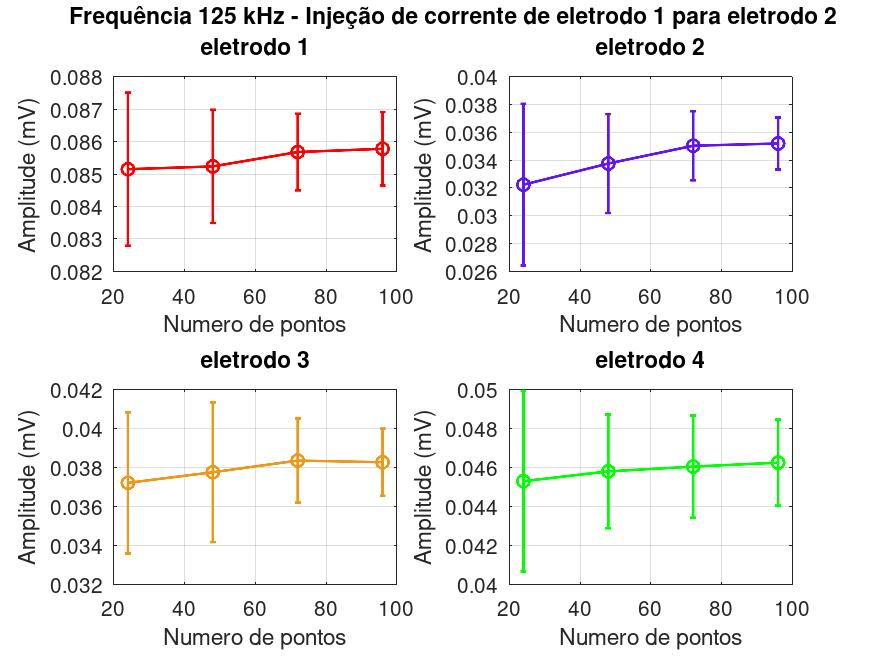 Frequência 125 kHz - Injeção de corrente de eletrodo 1 para eletrodo 2
eletrodo 1
0.088
0.087
0.086
0.085
0.084
0.083
0.082
Amplitude (mV)
20 40 60 80 100
Numero de pontos
eletrodo 2
0.04
0.038
0.036
0.034
0.032
0.03
0.028
0.026
Amplitude (mV)
20 40 60 80 100
Numero de pontos
eletrodo 3
0.042
0.04
0.038
0.036
0.034
0.032
Amplitude (mV)
20 40 60 80 100
Numero de pontos
eletrodo 4
0.05
0.048
0.046
0.044
0.042
0.04
Amplitude (mV)
20 40 60 80 100
Numero de pontos